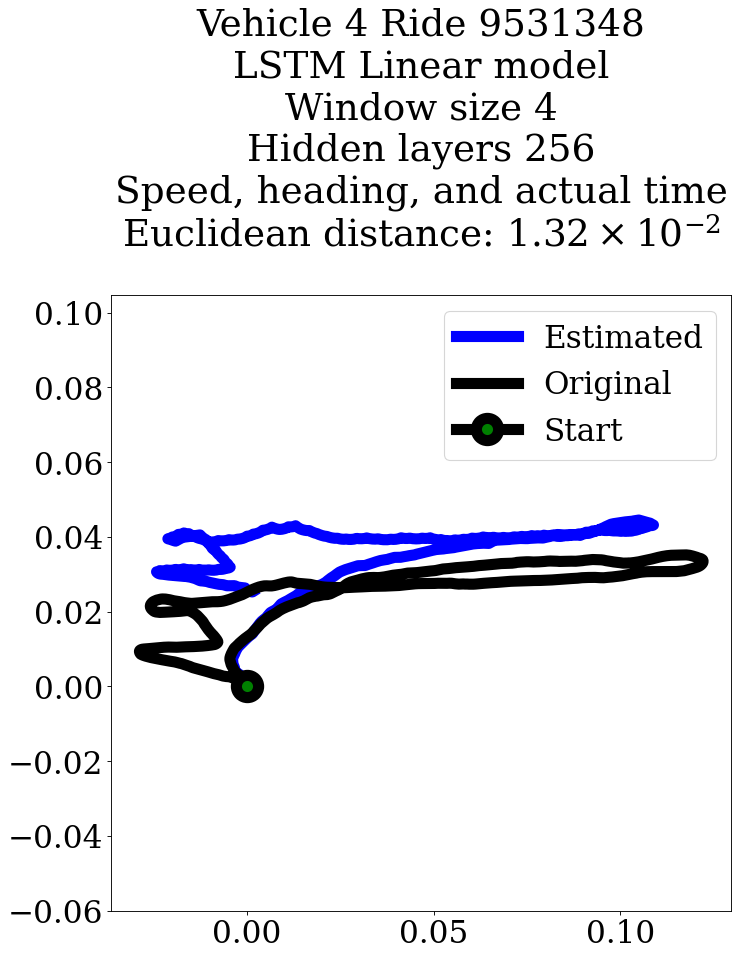 Vehicle 4 Ride 9531348
LSTM Linear model
Window size 4
Hidden layers 256
Speed, heading, and actual time
Euclidean distance: 1.32 × 10⁻²
Estimated
Original
Start
0.10
0.08
0.06
0.04
0.02
0.00
−0.02
−0.04
−0.06
0.00 0.05 0.10